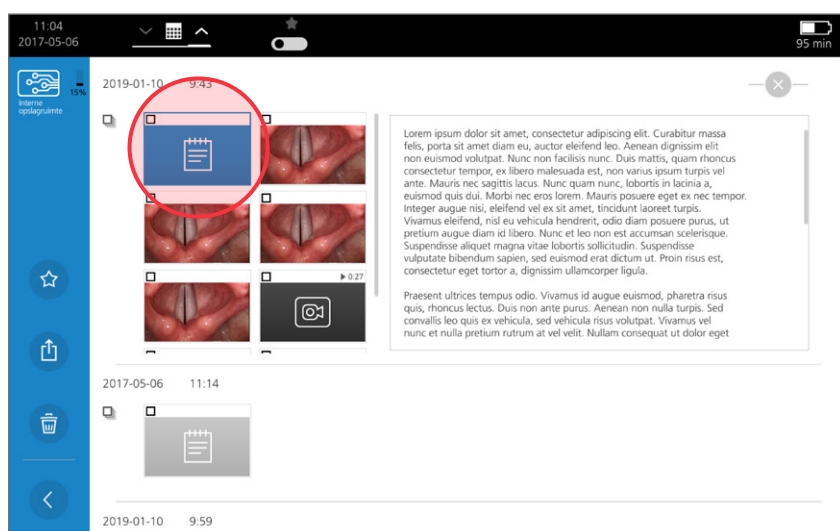 11:04
2017-05-06
95 min
15%
Interne
opslagruimte
2019-01-10 9:43
Lorem ipsum dolor sit amet, consectetur adipiscing elit. Curabitur massa
felis, porta sit amet diam eu, auctor eleifend leo. Aenean dignissim elit
non euismod volutpat. Nunc non facilisis nunc. Duis mattis, quam rhoncus
consectetur tempor, ex libero malesuada est, non varius ipsum turpis vel
ante. Mauris nec sagittis lacus. Nunc quam nunc, lobortis in lacinia a,
euismod quis dui. Morbi nec eros lorem. Mauris posuere eget ex nec tempor.
Integer augue nisi, eleifend vel ex sit amet, tincidunt laoreet turpis.
Vivamus eleifend, nisl eu vehicula hendrerit, odio diam posuere purus, ut
pretium augue diam id libero. Nunc et leo non est accumsan scelerisque.
Suspendisse aliquet magna vitae lobortis sollicitudin. Suspendisse
vulputate bibendum sapien, sed euismod erat dictum ut. Proin risus est,
consectetur eget tortor a, dignissim ullamcorper ligula.
Praesent ultrices tempus odio. Vivamus id augue euismod, pharetra risus
quis, rhoncus lectus. Duis non ante purus. Aenean non nulla turpis. Sed
convallis leo quis ex vehicula, sed vehicula risus volutpat. Vivamus vel
nunc et nulla pretium rutrum at vel velit. Nullam consequat ut dolor eget
0:27
2017-05-06 11:14
2019-01-10 9:59